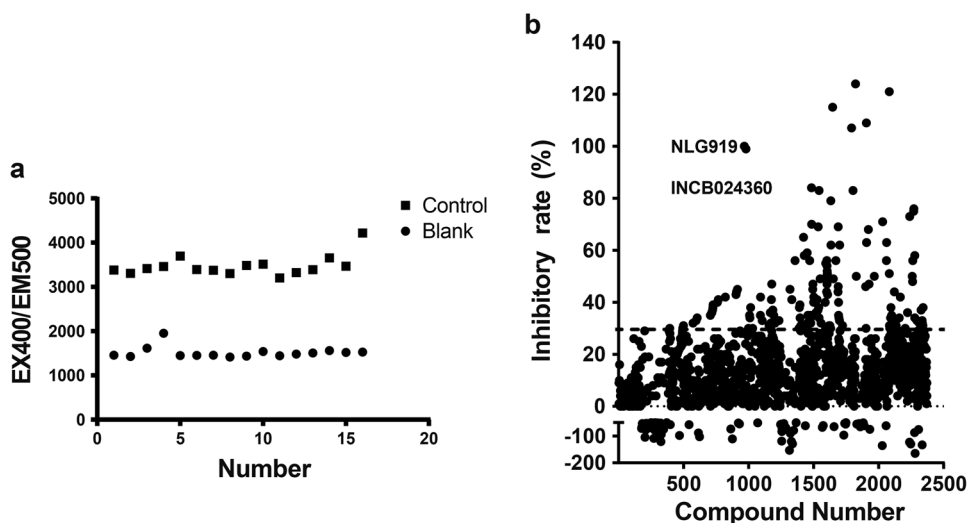 a
EX400/EM500
5000
4000
3000
2000
1000
0
0 5 10 15 20
Number
Control
Blank
b
Inhibitory rate (%)
140
120
100
80
60
40
20
0
-100
-200
NLG919
INCB024360
500 1000 1500 2000 2500
Compound Number